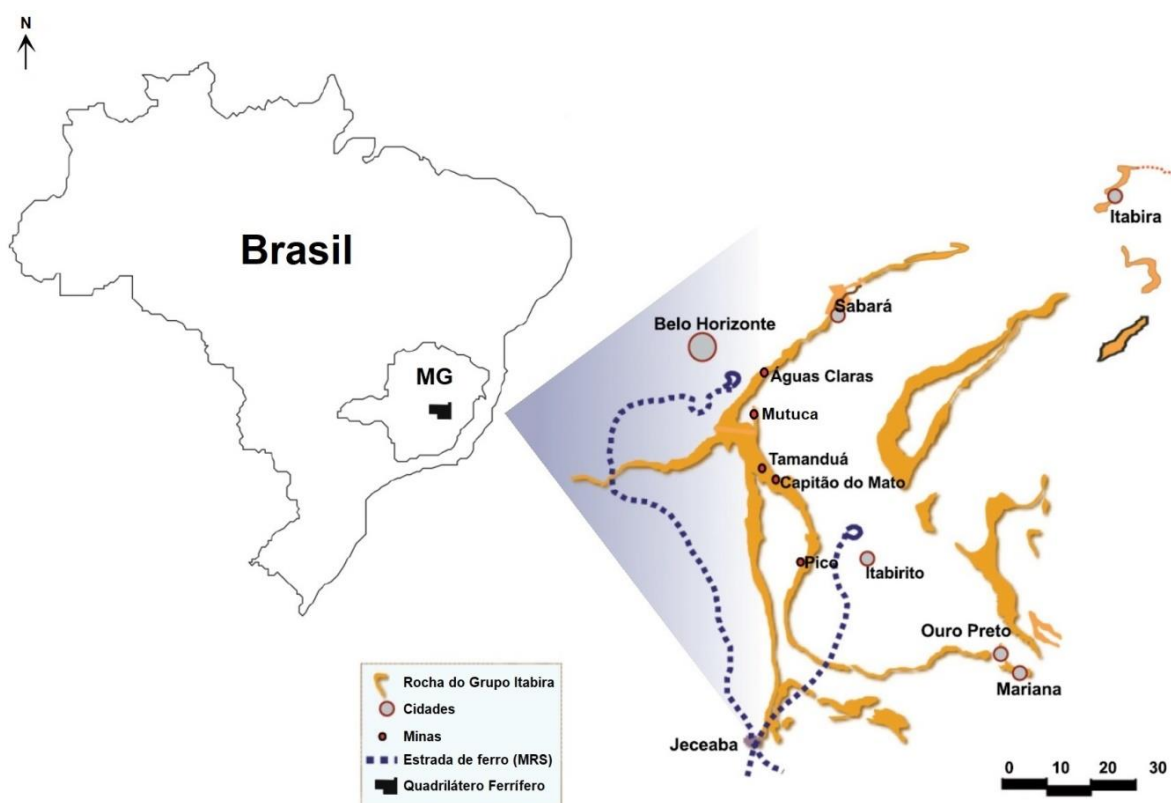 N
Brasil
MG
Itabira
Sabará
Belo Horizonte
Águas Claras
Mutuca
Tamanduá
Capitão do Mato
Pico
Itabirito
Ouro Preto
Mariana
Jeceaba
Rocha do Grupo Itabira
Cidades
Minas
Estrada de ferro (MRS)
Quadrilátero Ferrífero
0 10 20 30